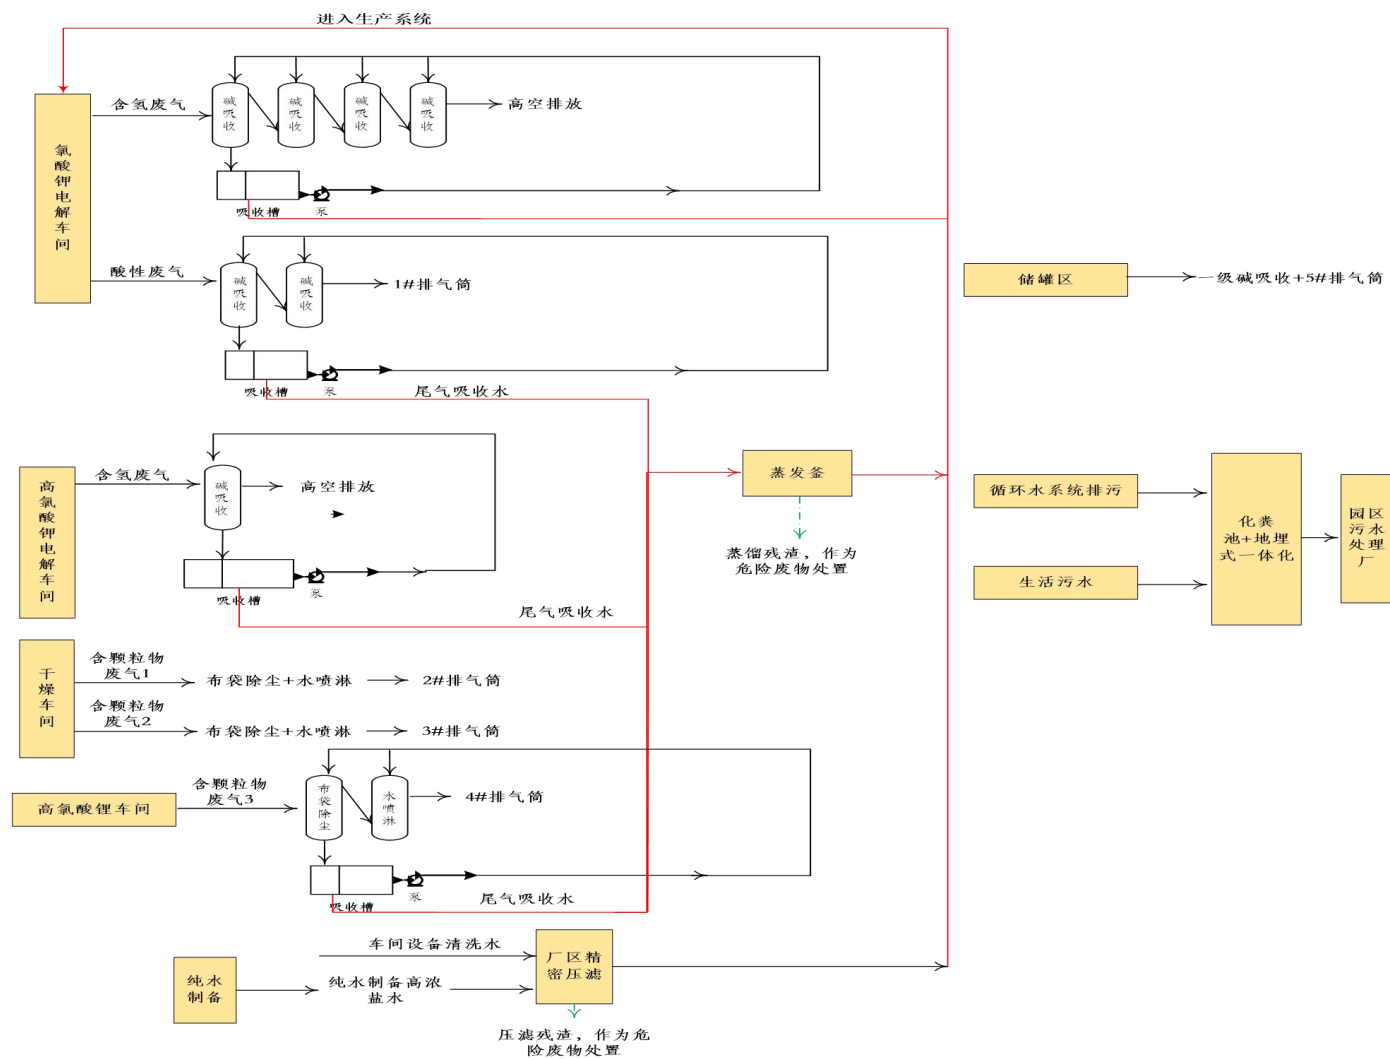 进入生产系统
含氢废气
碱吸收
碱吸收
碱吸收
碱吸收
高空排放
氯酸钾电解车间
吸收槽
泵
酸性废气
碱吸收
碱吸收
1#排气筒
储罐区
一级碱吸收+5#排气筒
吸收槽
泵
尾气吸收水
高氯酸钾电解车间
含氢废气
碱吸收
高空排放
蒸发釜
蒸馏残渣，作为
危险废物处置
循环水系统排污
生活污水
化粪
池+地埋
式一体化
园区
污水
处理
厂
吸收槽
泵
尾气吸收水
干燥车间
含颗粒物
废气1
布袋除尘+水喷淋
2#排气筒
含颗粒物
废气2
布袋除尘+水喷淋
3#排气筒
高氯酸锂车间
含颗粒物
废气3
布袋除尘
水喷淋
4#排气筒
吸收槽
泵
尾气吸收水
车间设备清洗水
厂区精
密压滤
纯水
制备
纯水制备高浓
盐水
压滤残渣，作为危
险废物处置